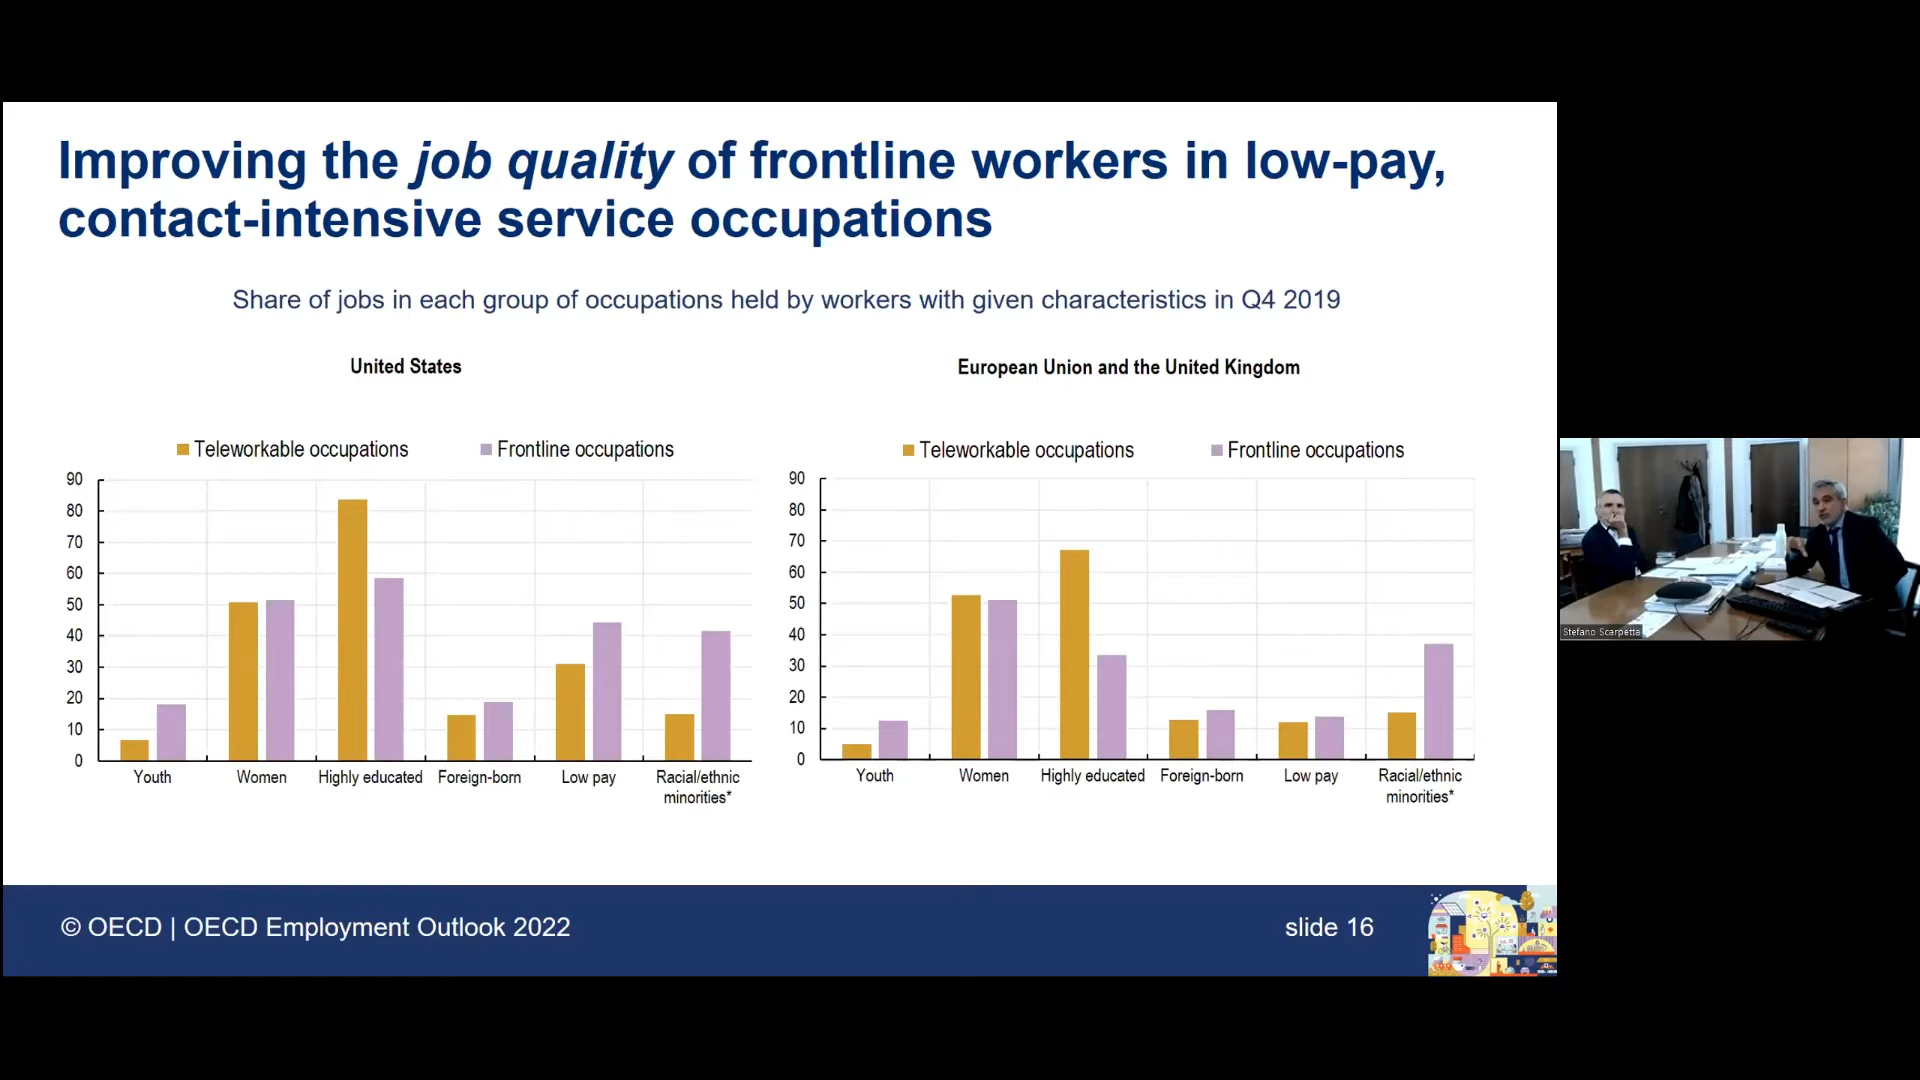 Improving the job quality of frontline workers in low-pay,
contact-intensive service occupations
Share of jobs in each group of occupations held by workers with given characteristics in Q4 2019
United States
Teleworkable occupations
Frontline occupations
90
80
70
60
50
40
30
20
10
0
Youth
Women
Highly educated
Foreign-born
Low pay
Racial/ethnic
minorities*
European Union and the United Kingdom
Teleworkable occupations
Frontline occupations
90
80
70
60
50
40
30
20
10
0
Youth
Women
Highly educated
Foreign-born
Low pay
Racial/ethnic
minorities*
© OECD | OECD Employment Outlook 2022
slide 16
Stefano Scarpetta